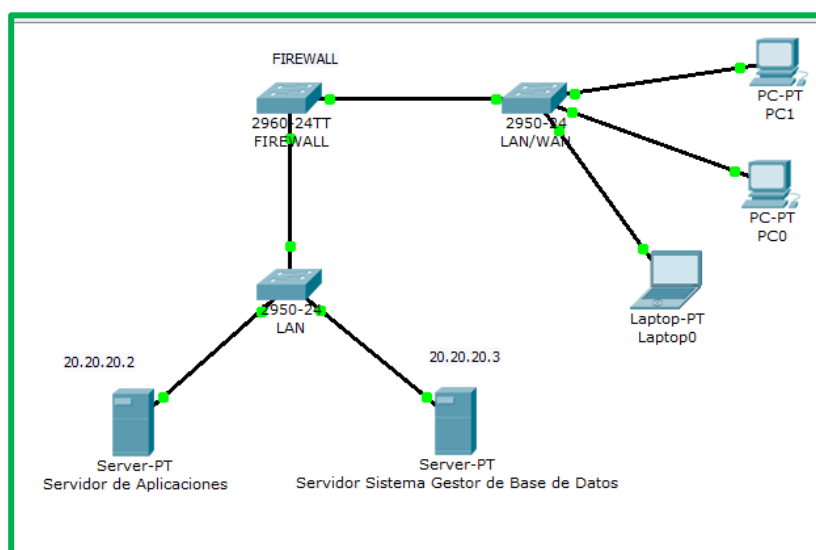 FIREWALL
2960-24TT
FIREWALL
2950-24
LAN/WAN
PC-PT
PC1
PC-PT
PC0
Laptop-PT
Laptop0
2950-24
LAN
20.20.20.2
20.20.20.3
Server-PT
Servidor de Aplicaciones
Server-PT
Servidor Sistema Gestor de Base de Datos